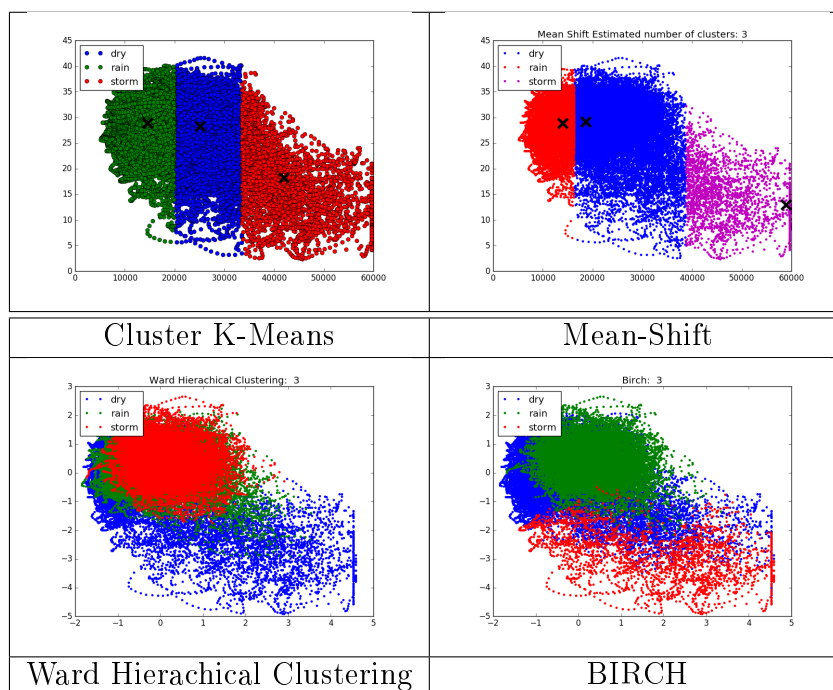 dry
rain
storm
45
40
35
30
25
20
15
10
5
0
0 10000 20000 30000 40000 50000 60000
Mean Shift Estimated number of clusters: 3
dry
rain
storm
45
40
35
30
25
20
15
10
5
0
0 10000 20000 30000 40000 50000 60000
Cluster K-Means
Mean-Shift
Ward Hierachical Clustering: 3
dry
rain
storm
3
2
1
0
−1
−2
−3
−4
−5
−2 −1 0 1 2 3 4 5
Birch: 3
dry
rain
storm
3
2
1
0
−1
−2
−3
−4
−5
−2 −1 0 1 2 3 4 5
Ward Hierachical Clustering
BIRCH